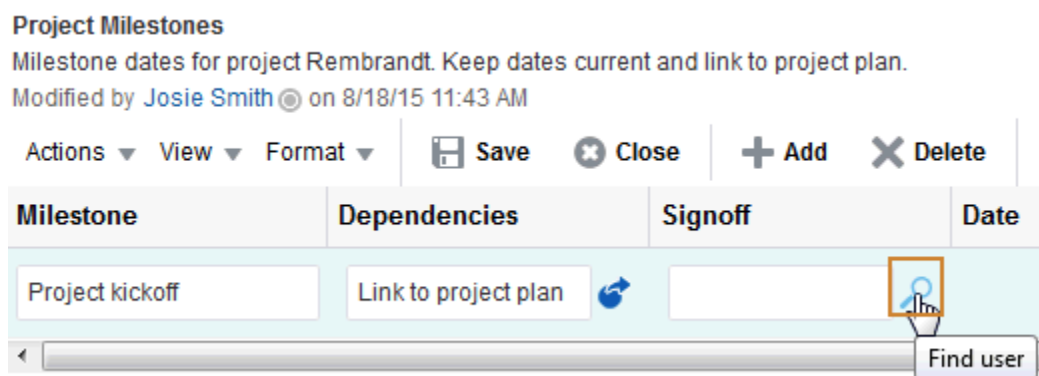 Project Milestones
Milestone dates for project Rembrandt. Keep dates current and link to project plan.
Modified by Josie Smith on 8/18/15 11:43 AM
Actions View Format Save Close Add Delete
Milestone Dependencies Signoff Date
Project kickoff Link to project plan
Find user